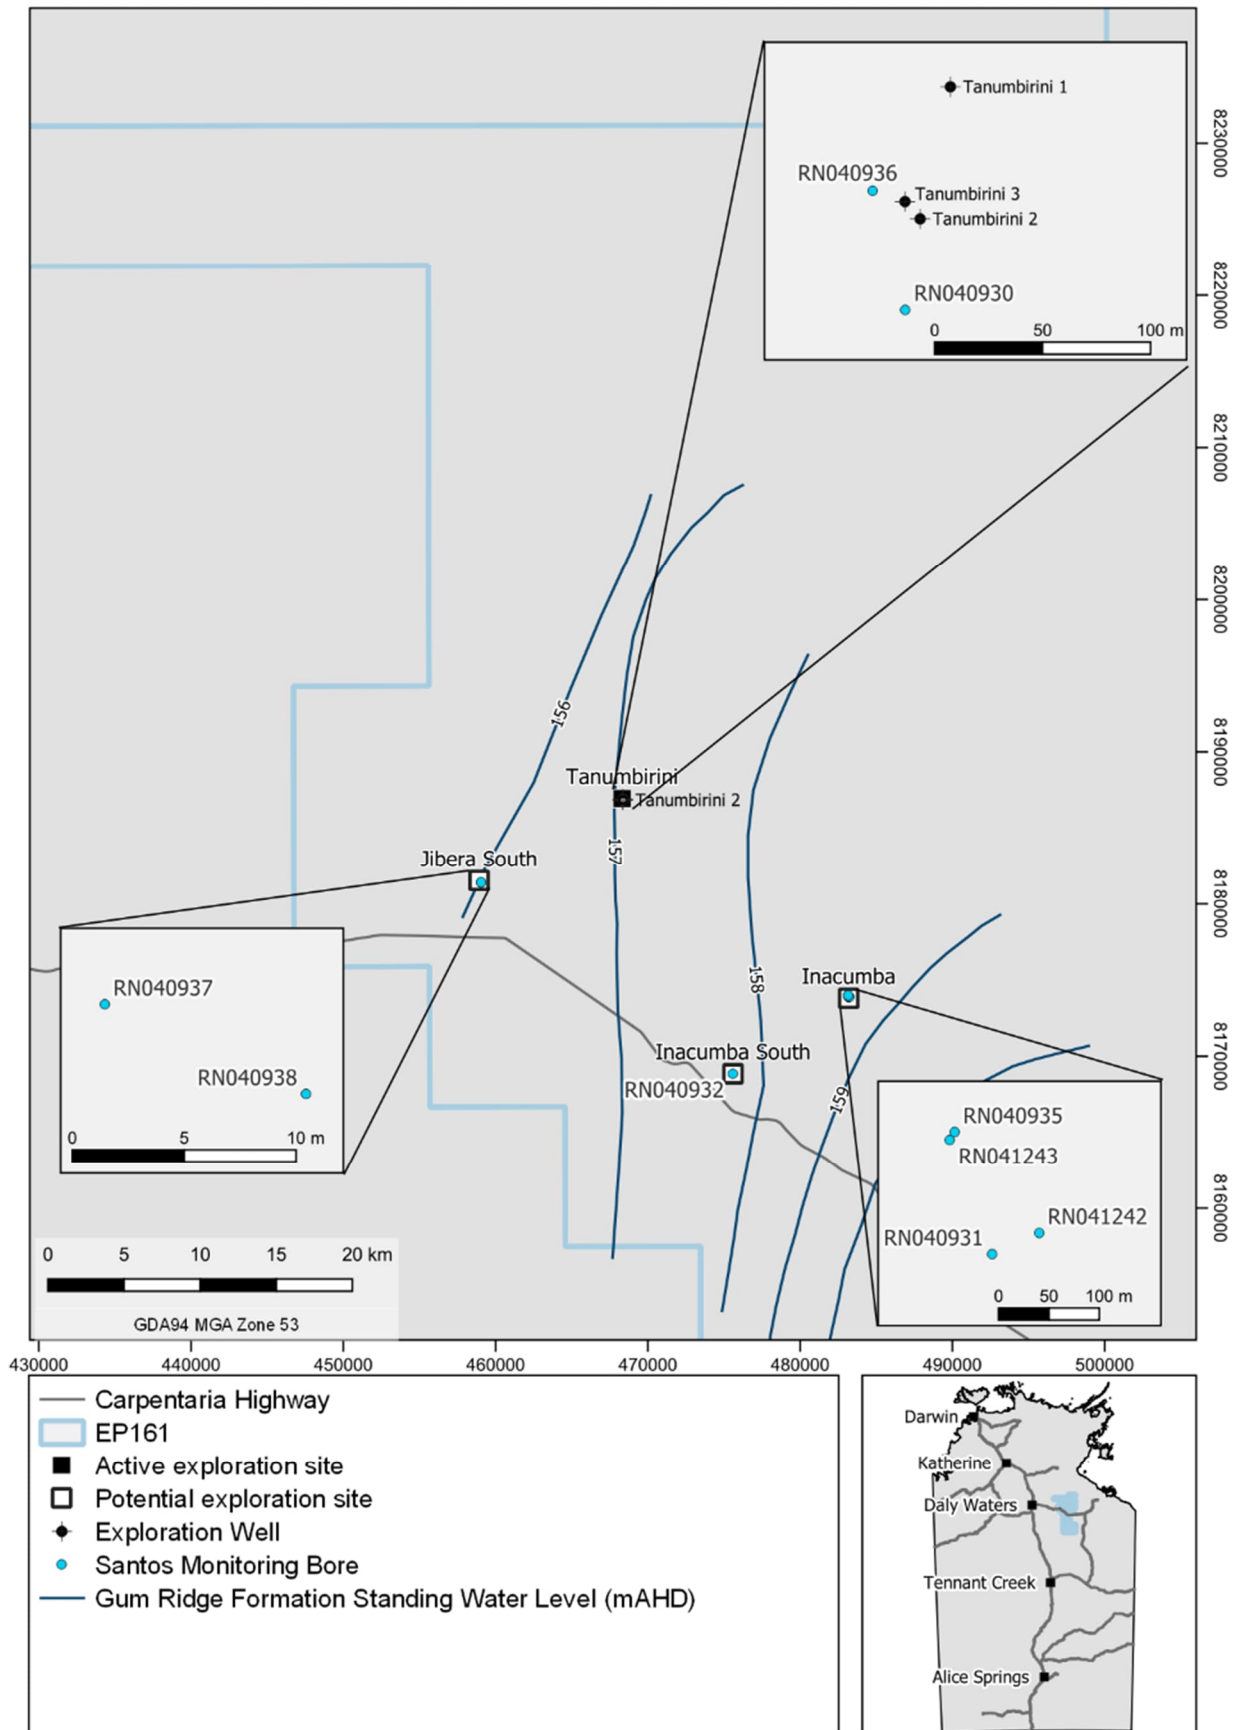 Tanumbirini 1
RN040936
Tanumbirini 3
Tanumbirini 2
RN040930
0 50 100 m
8230000
8220000
8210000
8200000
8190000
8180000
8170000
8160000
156
Tanumbirini
Tanumbirini 2
157
Jibera South
RN040937
RN040938
0 5 10 m
158
Inacumba
Inacumba South
RN040932
159
RN040935
RN041243
RN041242
RN040931
0 50 100 m
0 5 10 15 20 km
GDA94 MGA Zone 53
430000 440000 450000 460000 470000 480000 490000 500000
Carpentaria Highway
EP161
Active exploration site
Potential exploration site
Exploration Well
Santos Monitoring Bore
Gum Ridge Formation Standing Water Level (mAHD)
Darwin
Katherine
Daly Waters
Tennant Creek
Alice Springs